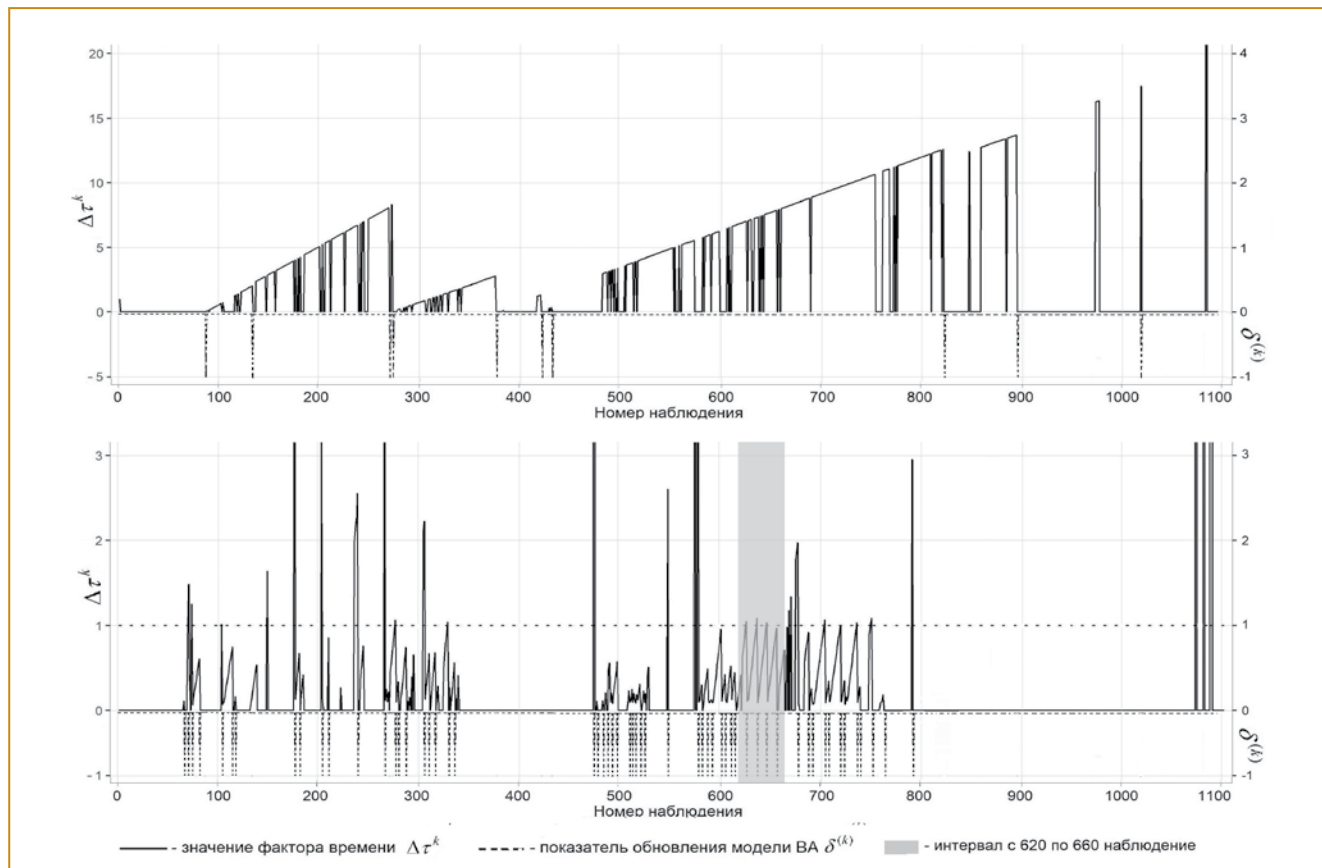 20 4
15 3
10 2
Δτ^k
5 1
0 0
δ^(k)
-5 -1
0 100 200 300 400 500 600 700 800 900 1000 1100
Номер наблюдения
3 3
2 2
Δτ^k
1 1
0 0
δ^(k)
-1 -1
0 100 200 300 400 500 600 700 800 900 1000 1100
Номер наблюдения
- значение фактора времени Δτ^k - показатель обновления модели ВА δ^(k) - интервал с 620 по 660 наблюдение